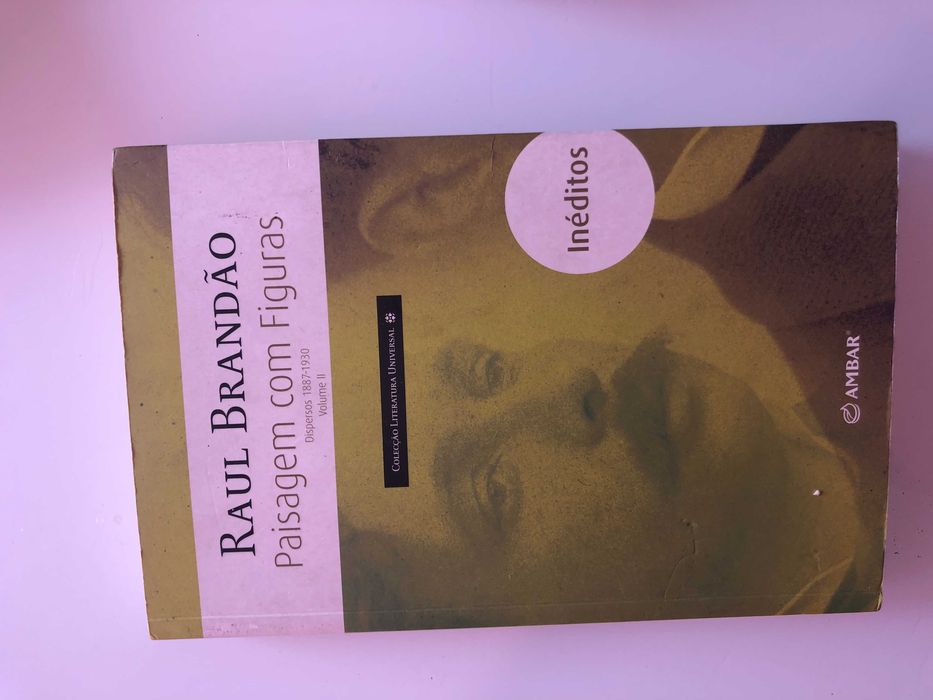 RAUL BRANDÃO
Paisagem com Figuras
Dispersos 1887-1930
Volume II
COLECÇÃO LITERATURA UNIVERSAL
Inéditos
AMBAR®